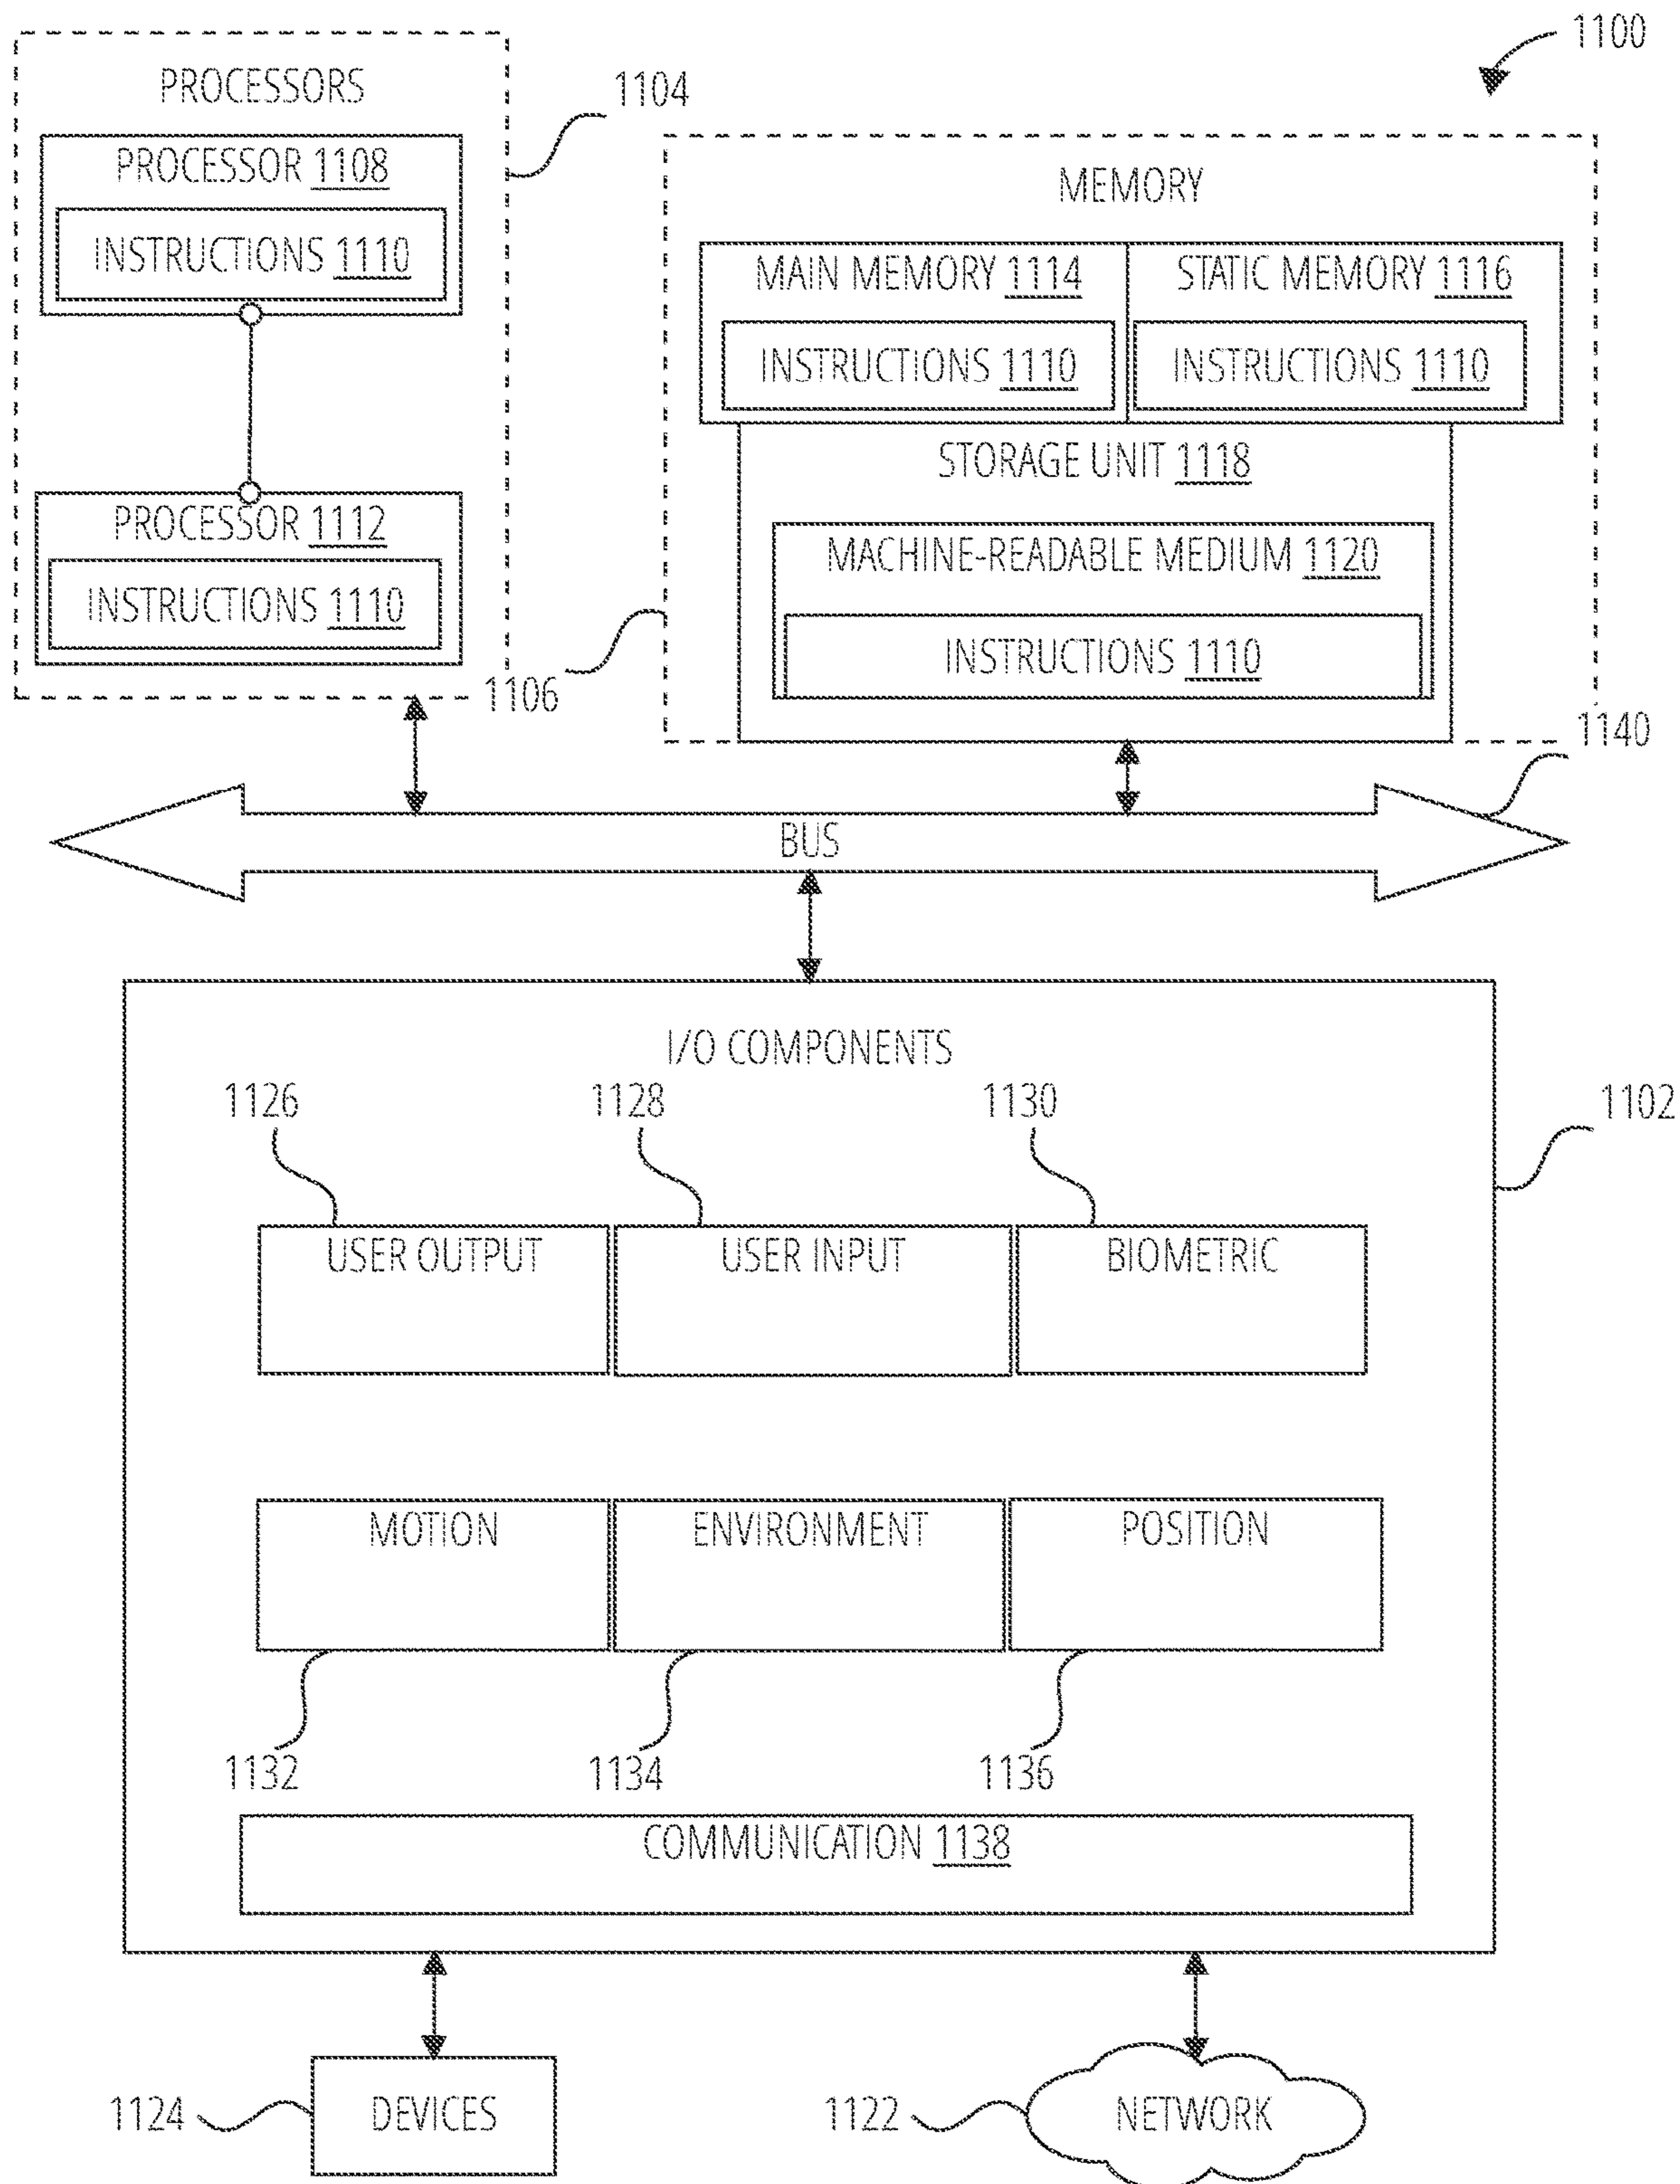 1100
PROCESSORS
1104
PROCESSOR 1108
INSTRUCTIONS 1110
PROCESSOR 1112
INSTRUCTIONS 1110
MEMORY
MAIN MEMORY 1114
STATIC MEMORY 1116
INSTRUCTIONS 1110
INSTRUCTIONS 1110
STORAGE UNIT 1118
MACHINE-READABLE MEDIUM 1120
INSTRUCTIONS 1110
1106
1140
BUS
I/O COMPONENTS
1102
1126
1128
1130
USER OUTPUT
USER INPUT
BIOMETRIC
MOTION
ENVIRONMENT
POSITION
1132
1134
1136
COMMUNICATION 1138
1124
DEVICES
1122
NETWORK